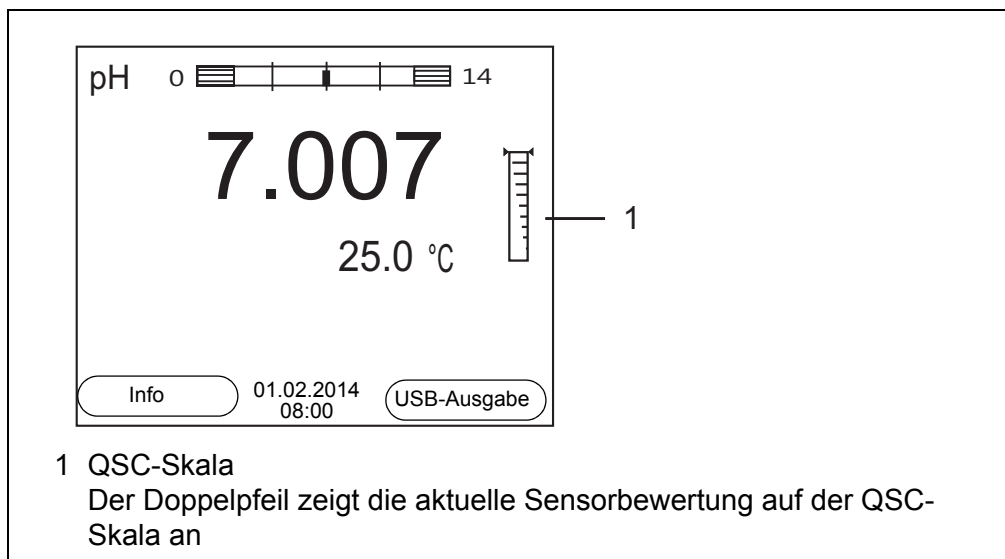 pH 0 14
7.007
1
25.0 °C
Info 01.02.2014 USB-Ausgabe
08:00
1 QSC-Skala
Der Doppelpfeil zeigt die aktuelle Sensorbewertung auf der QSC-
Skala an